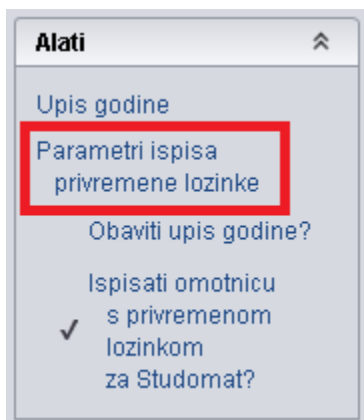 Alati
Upis godine
Parametri ispisa
privremene lozinke
Obaviti upis godine?
Ispisati omotnicu
s privremenom
lozinkom
za Studomat?